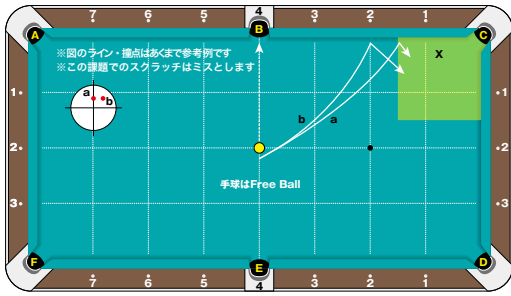 7 6 5 4 3 2 1
A B C
※図のライン・撞点はあくまで参考例です
※この課題でのスクラッチはミスとします
X
a
b
1 1
b a
2 2
手球はFree Ball
3 3
F E D
7 6 5 4 3 2 1